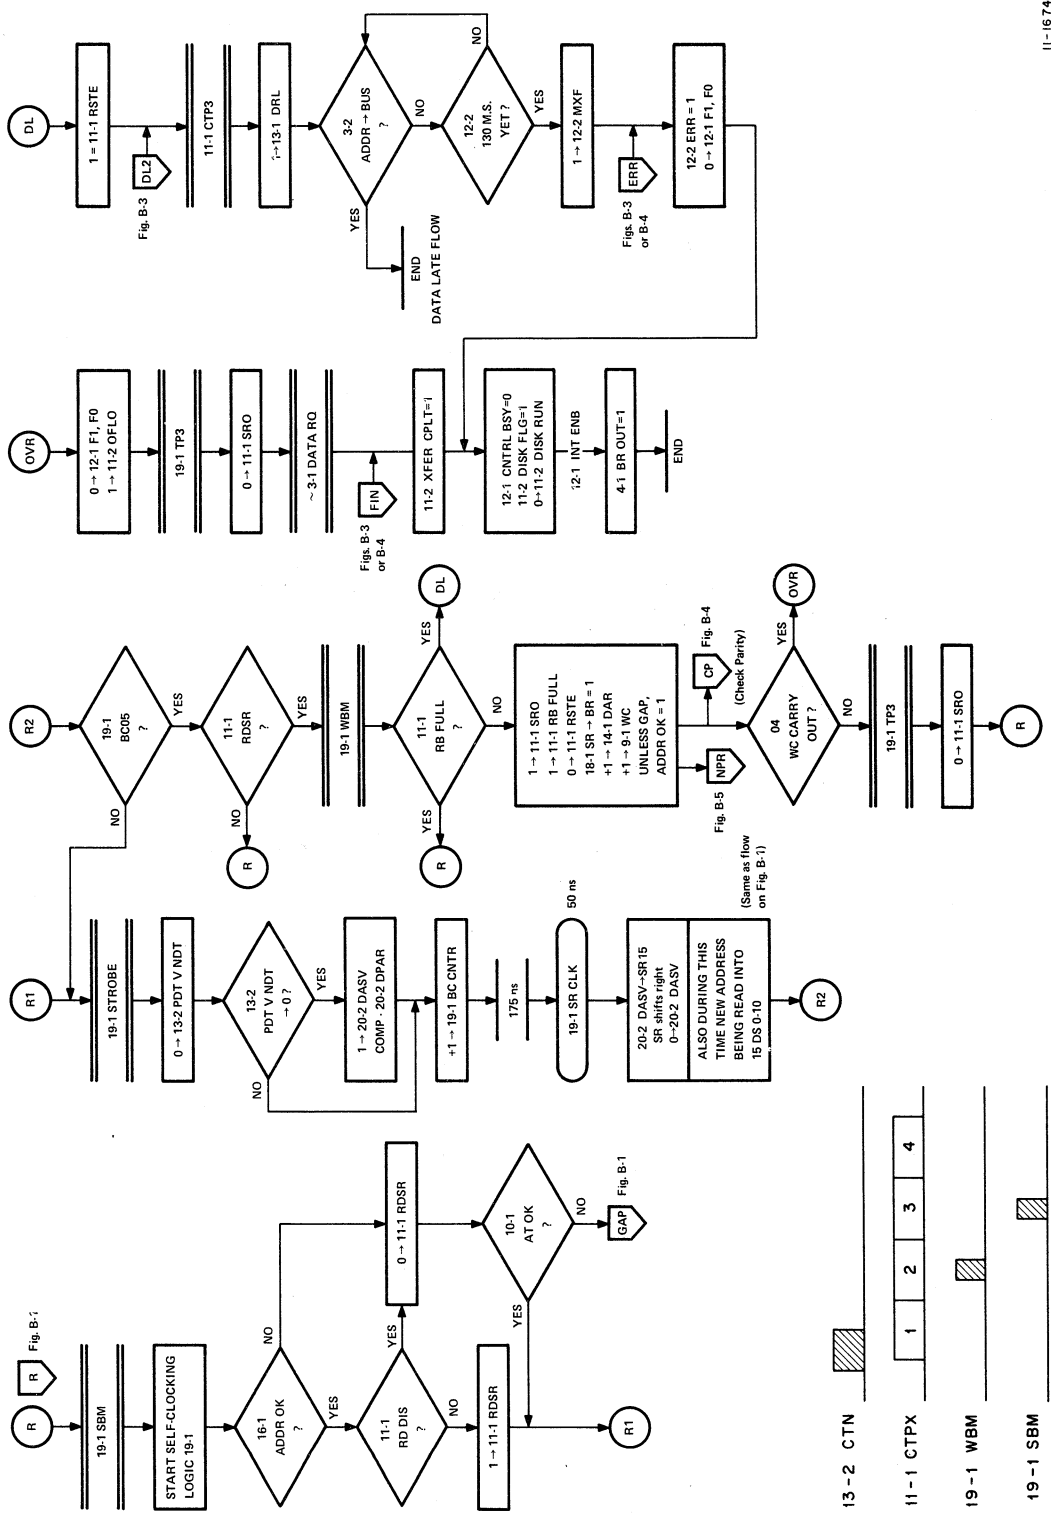 R
R
Fig. B-1
19-1 SBM
START SELF-CLOCKING
LOGIC 19-1
16-1
ADDR OK
?
NO
YES
11-1
RD DIS
?
YES
NO
0 → 11-1 RDSR
1 → 11-1 RDSR
10-1
AT OK
?
YES
NO
GAP
Fig. B-1
R1
R1
19-1 STROBE
0 → 13-2 PDT V NDT
13-2
PDT V NDT
→ 0 ?
NO
YES
1 → 20-2 DASV
COMP · 20-2 DPAR
+1 → 19-1 BC CNTR
175 ns
19-1 SR CLK
50 ns
20-2 DASV→SR15
SR shifts right
0→20-2 DASV
ALSO DURING THIS
TIME NEW ADDRESS
BEING READ INTO
15 DS 0-10
(Same as flow
on Fig. B-1)
R2
R2
19-1
BC05
?
NO
YES
11-1
RDSR
?
NO
R
YES
19-1 WBM
11-1
RB FULL
?
YES
R
YES
DL
NO
1 → 11-1 SRO
1 → 11-1 RB FULL
0 → 11-1 RSTE
18-1 SR → BR = 1
+1 → 14-1 DAR
+1 → 9-1 WC
UNLESS GAP,
ADDR OK = 1
Fig. B-5
NPR
CP
Fig. B-4
(Check Parity)
04
WC CARRY
OUT ?
YES
OVR
NO
19-1 TP3
0 → 11-1 SRO
R
OVR
0 → 12-1 F1, F0
1 → 11-2 OFLO
19-1 TP3
0 → 11-1 SRO
~ 3-1 DATA RQ
FIN
Figs. B-3
or B-4
11-2 XFER CPLT=1
12-1 CNTRL BSY=0
11-2 DISK FLG=1
0→11-2 DISK RUN
12-1 INT ENB
4-1 BR OUT=1
END
DL
1 = 11-1 RSTE
DL2
Fig. B-3
11-1 CTP3
1→13-1 DRL
3-2
ADDR → BUS
?
YES
NO
END
DATA LATE FLOW
12-2
130 M.S.
YET ?
NO
YES
1 → 12-2 MXF
ERR
Figs. B-3
or B-4
12-2 ERR = 1
0 → 12-1 F1, F0
13-2 CTN
11-1 CTPX
1 2 3 4
19-1 WBM
19-1 SBM
11-1674